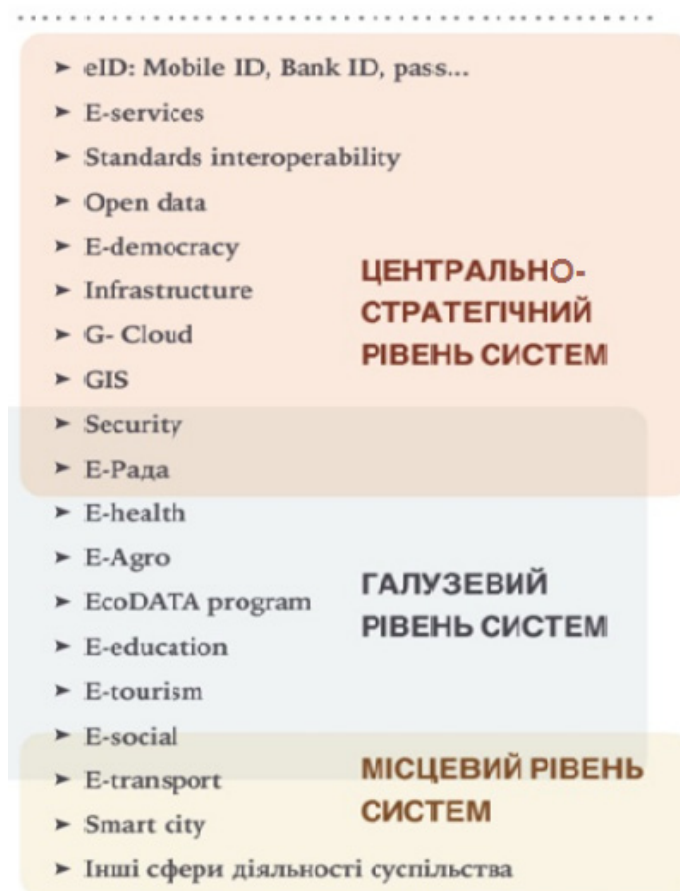 ➤ eID: Mobile ID, Bank ID, pass...
➤ E-services
➤ Standards interoperability
➤ Open data
➤ E-democracy
➤ Infrastructure
➤ G- Cloud
➤ GIS
➤ Security
➤ Е-Рада
ЦЕНТРАЛЬНО-
СТРАТЕГІЧНИЙ
РІВЕНЬ СИСТЕМ
➤ E-health
➤ E-Agro
➤ EcoDATA program
➤ E-education
➤ E-tourism
ГАЛУЗЕВИЙ
РІВЕНЬ СИСТЕМ
➤ E-social
➤ E-transport
➤ Smart city
➤ Інші сфери діяльності суспільства
МІСЦЕВИЙ РІВЕНЬ
СИСТЕМ